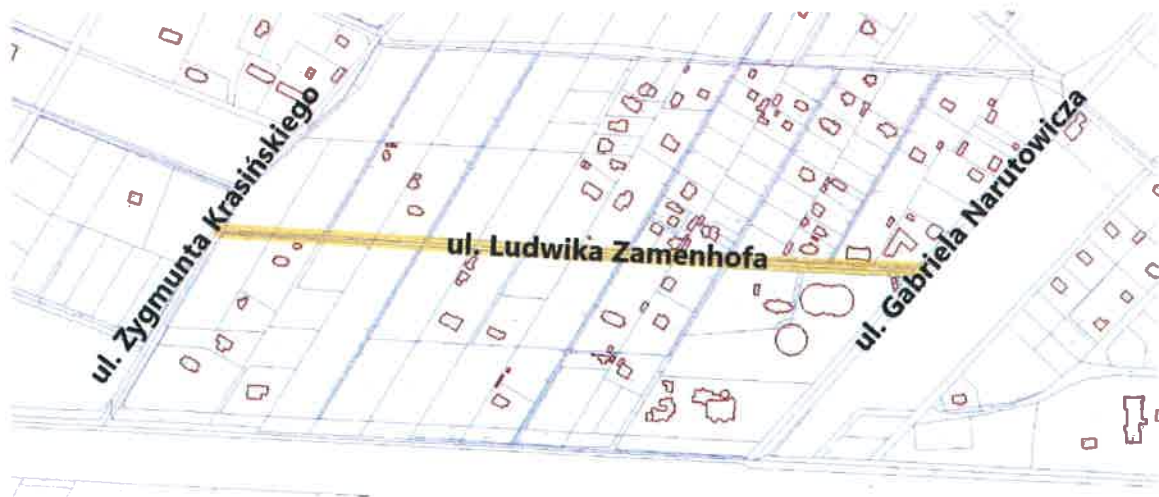 ul. Zygmunta Krasińskiego
ul. Ludwika Zamenhofa
ul. Gabriela Narutowicza